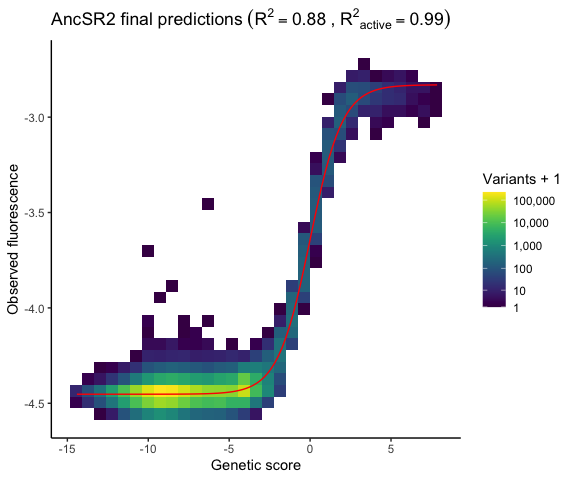 AncSR2 final predictions (R² = 0.88 , R²active = 0.99)
-3.0
-3.5
-4.0
-4.5
Observed fluorescence
-15 -10 -5 0 5
Genetic score
Variants + 1
100,000
10,000
1,000
100
10
1